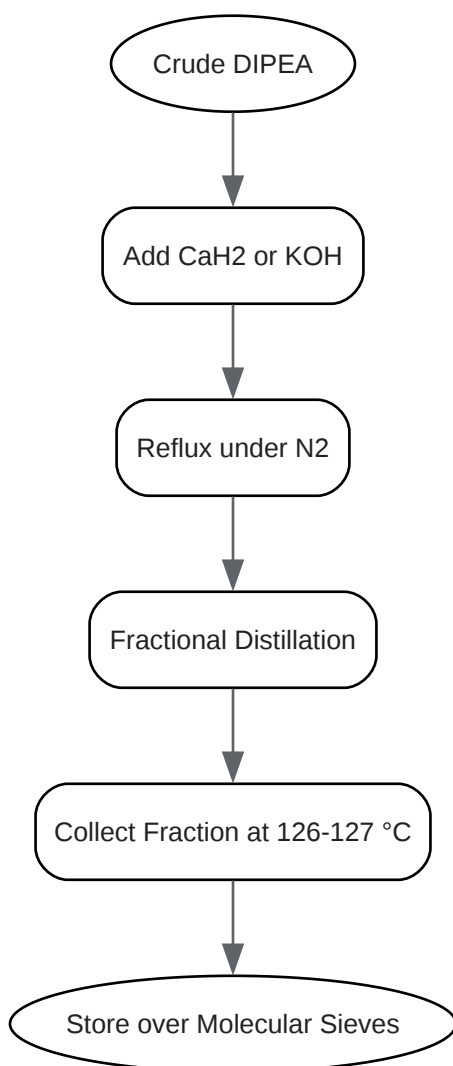 Crude DIPEA
Add CaH2 or KOH
Reflux under N2
Fractional Distillation
Collect Fraction at 126-127 °C
Store over Molecular Sieves